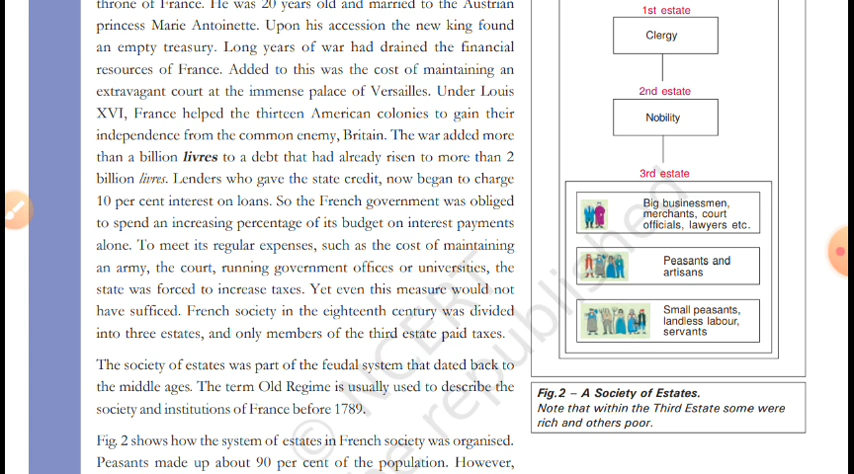 throne of France. He was 20 years old and married to the Austrian
princess Marie Antoinette. Upon his accession the new king found
an empty treasury. Long years of war had drained the financial
resources of France. Added to this was the cost of maintaining an
extravagant court at the immense palace of Versailles. Under Louis
XVI, France helped the thirteen American colonies to gain their
independence from the common enemy, Britain. The war added more
than a billion livres to a debt that had already risen to more than 2
billion livres. Lenders who gave the state credit, now began to charge
10 per cent interest on loans. So the French government was obliged
to spend an increasing percentage of its budget on interest payments
alone. To meet its regular expenses, such as the cost of maintaining
an army, the court, running government offices or universities, the
state was forced to increase taxes. Yet even this measure would not
have sufficed. French society in the eighteenth century was divided
into three estates, and only members of the third estate paid taxes.
The society of estates was part of the feudal system that dated back to
the middle ages. The term Old Regime is usually used to describe the
society and institutions of France before 1789.
Fig. 2 shows how the system of estates in French society was organised.
Peasants made up about 90 per cent of the population. However,
1st estate
Clergy
2nd estate
Nobility
3rd estate
Big businessmen,
merchants, court
officials, lawyers etc.
Peasants and
artisans
Small peasants,
landless labour,
servants
Fig.2 – A Society of Estates.
Note that within the Third Estate some were
rich and others poor.
© NCERT
be republished